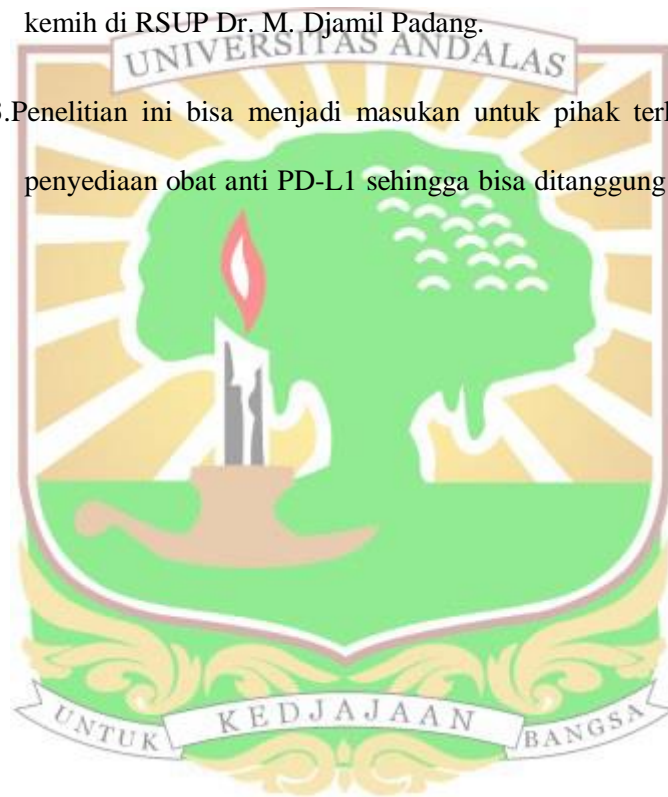 kemih di RSUP Dr. M. Djamil Padang.
UNIVERSITAS ANDALAS
.Penelitian ini bisa menjadi masukan untuk pihak
penyediaan obat anti PD-L1 sehingga bisa ditanggung
UNTUK KEDJAJAAN BANGSA